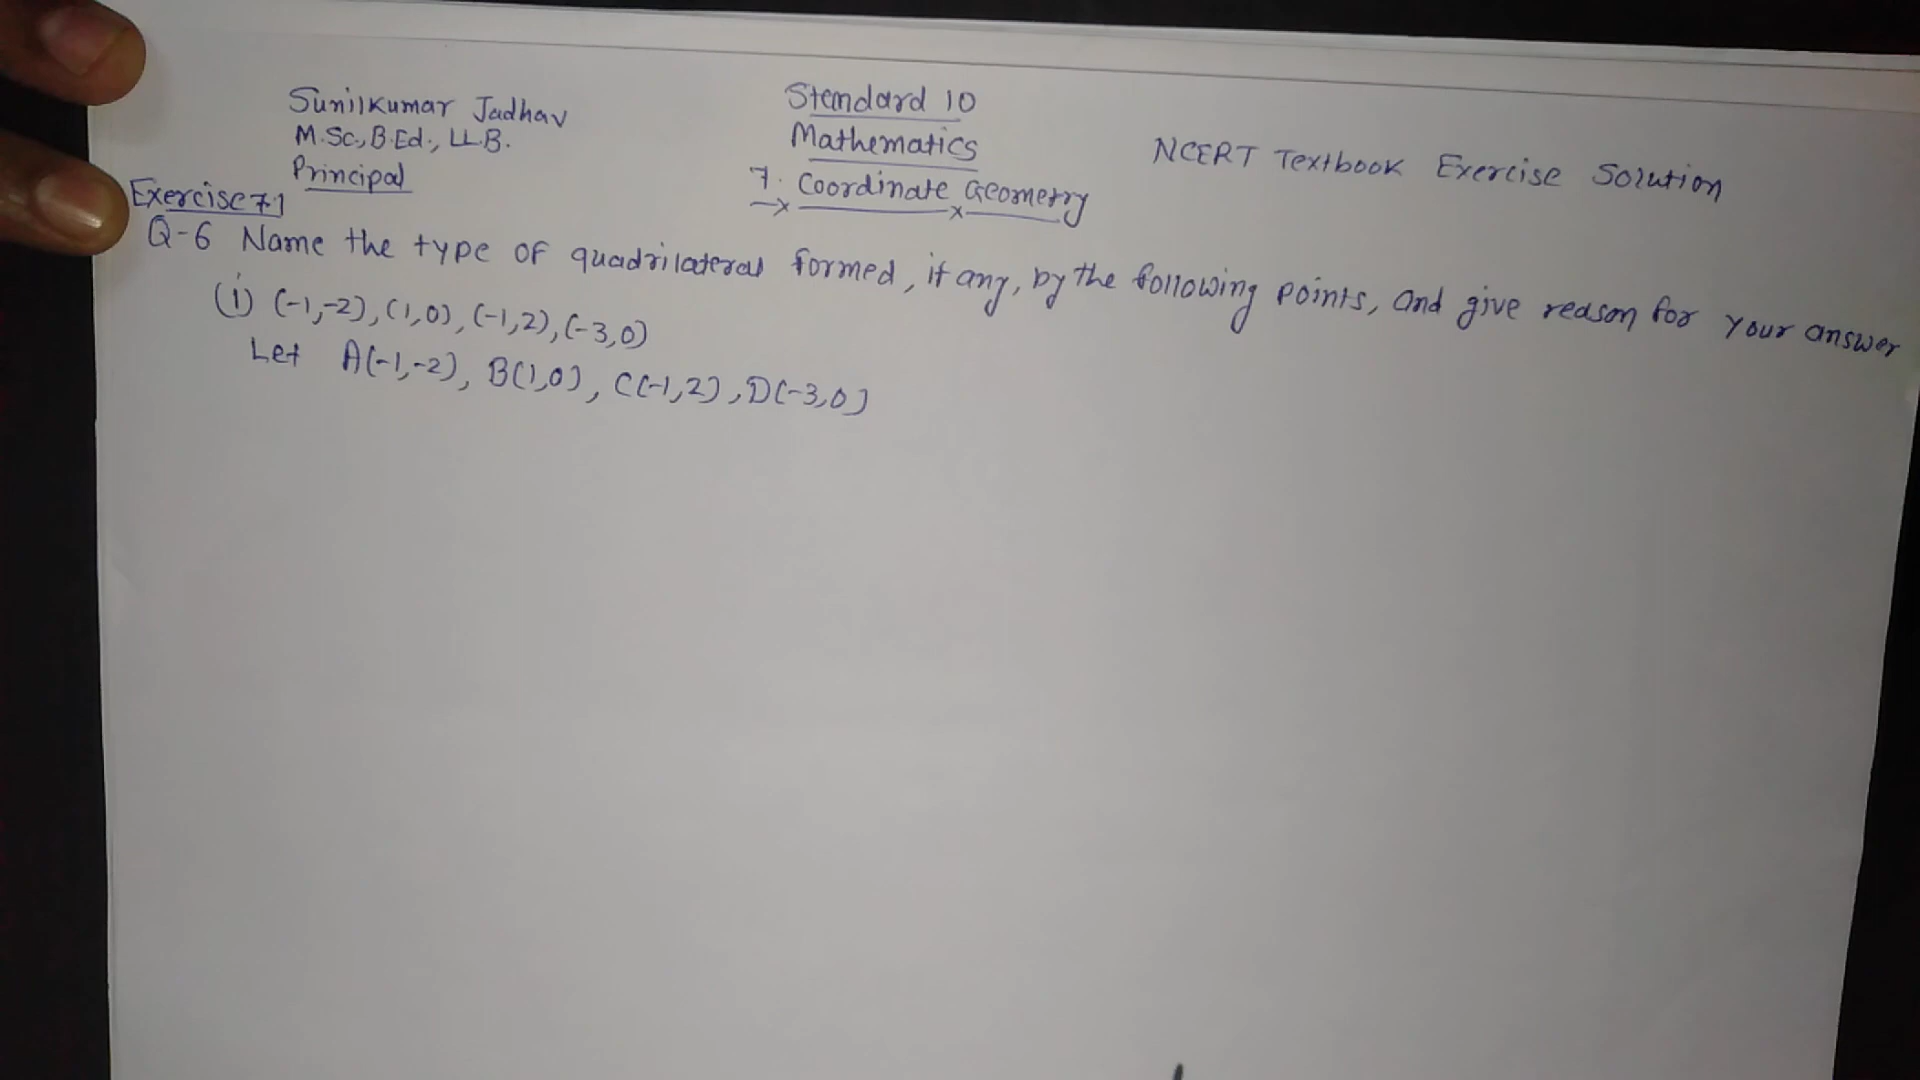 Sunilkumar Jadhav
M.Sc., B.Ed., LL.B.
Principal
Standard 10
Mathematics
7. Coordinate Geometry
NCERT Textbook Exercise Solution
Exercise 7.1
Q-6 Name the type of quadrilateral formed, if any, by the following points, and give reason for your answer
(i) (-1,-2), (1,0), (-1,2), (-3,0)
Let A(-1,-2), B(1,0), C(-1,2), D(-3,0)